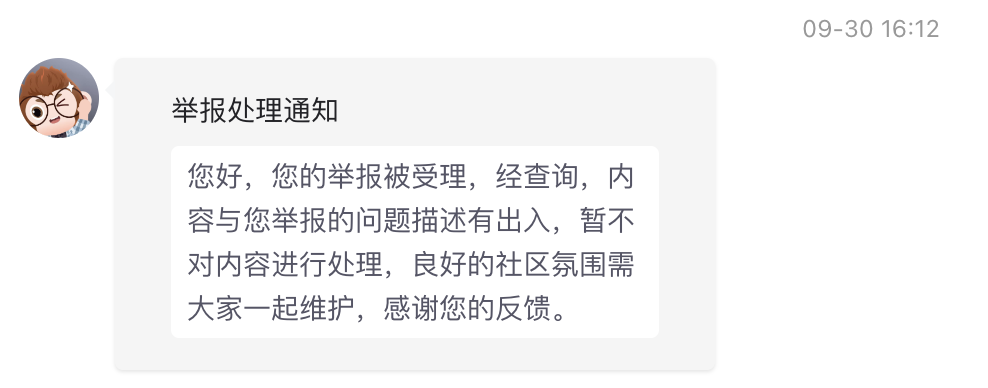 09-30 16:12
举报处理通知
您好，您的举报被受理，经查询，内
容与您举报的问题描述有出入，暂不
对内容进行处理，良好的社区氛围需
大家一起维护，感谢您的反馈。